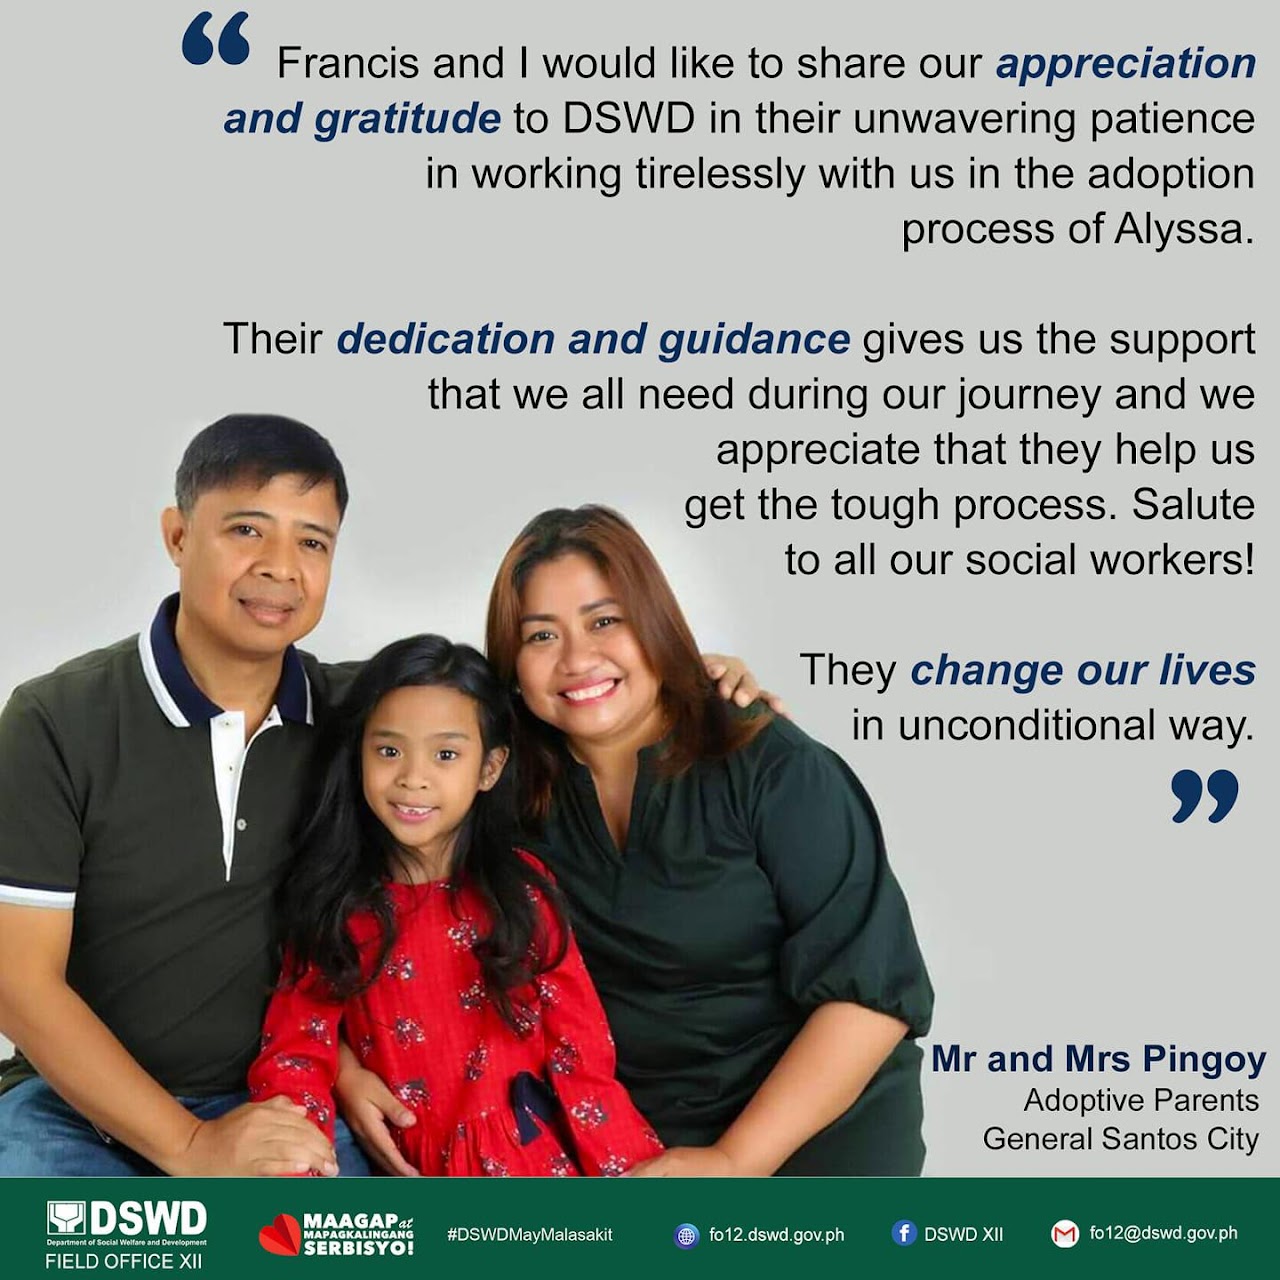 “ Francis and I would like to share our appreciation
and gratitude to DSWD in their unwavering patience
in working tirelessly with us in the adoption
process of Alyssa.
Their dedication and guidance gives us the support
that we all need during our journey and we
appreciate that they help us
get the tough process. Salute
to all our social workers!
They change our lives
in unconditional way.
”
Mr and Mrs Pingoy
Adoptive Parents
General Santos City
DSWD
Department of Social Welfare and Development
FIELD OFFICE XII
MAAGAP at
MAPAGKALINGANG
SERBISYO!
#DSWDMayMalasakit
fo12.dswd.gov.ph
DSWD XII
fo12@dswd.gov.ph